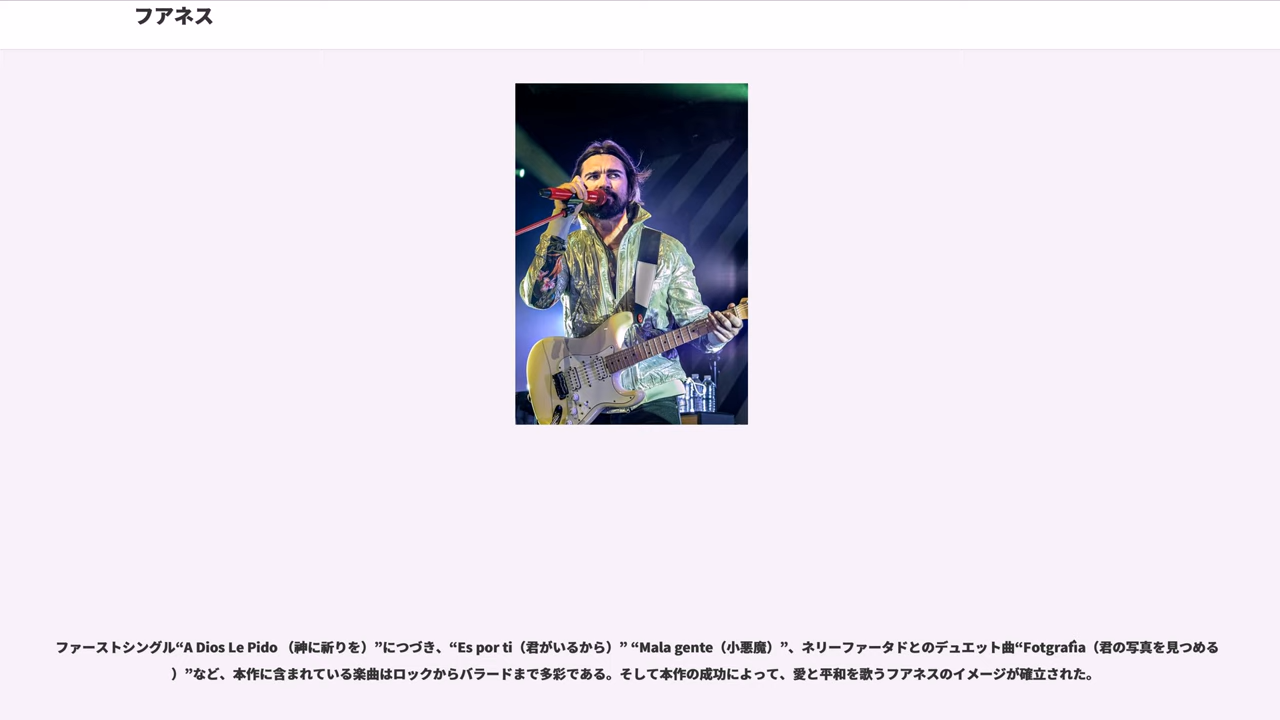 フアネス
ファーストシングル“A Dios Le Pido （神に祈りを）”につづき、“Es por ti（君がいるから）” “Mala gente（小悪魔）”、ネリーファータドとのデュエット曲“Fotgrafía（君の写真を見つめる
）”など、本作に含まれている楽曲はロックからバラードまで多彩である。そして本作の成功によって、愛と平和を歌うフアネスのイメージが確立された。